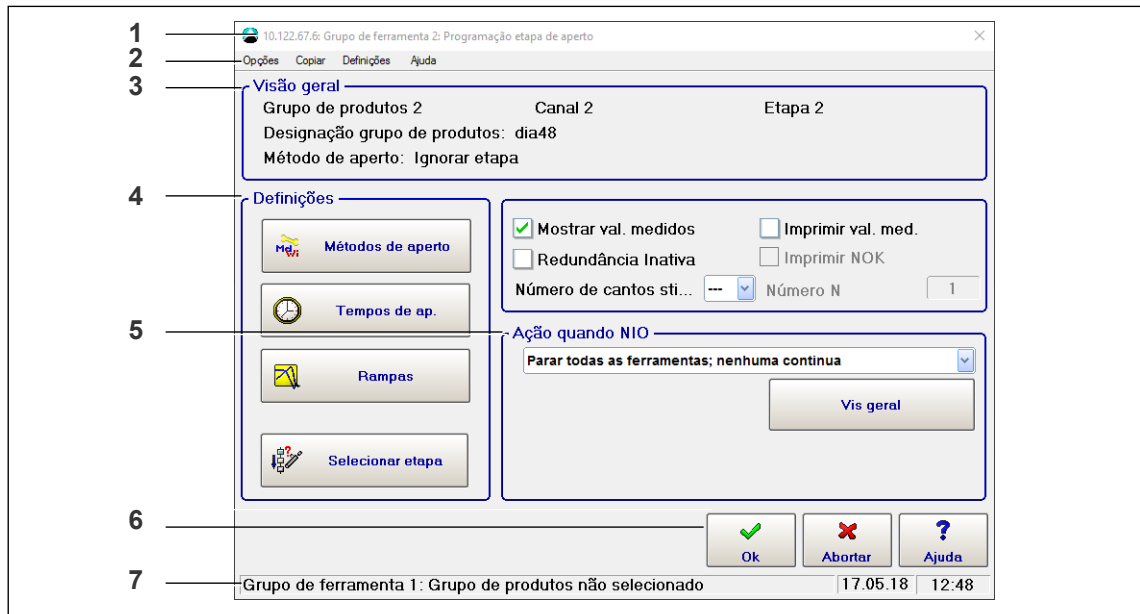 1
10.122.67.6: Grupo de ferramenta 2: Programação etapa de aperto
2
Opções Copiar Definições Ajuda
3
Visão geral
Grupo de produtos 2 Canal 2 Etapa 2
Designação grupo de produtos: dia48
Método de aperto: Ignorar etapa
4
Definições
Métodos de aperto
Tempos de ap.
Rampas
Selecionar etapa
Mostrar val. medidos Imprimir val. med.
Redundância Inativa Imprimir NOK
Número de cantos sti... --- Número N 1
5
Ação quando NIO
Parar todas as ferramentas; nenhuma continua
Vis geral
6
Ok Abortar Ajuda
7
Grupo de ferramenta 1: Grupo de produtos não selecionado 17.05.18 12:48